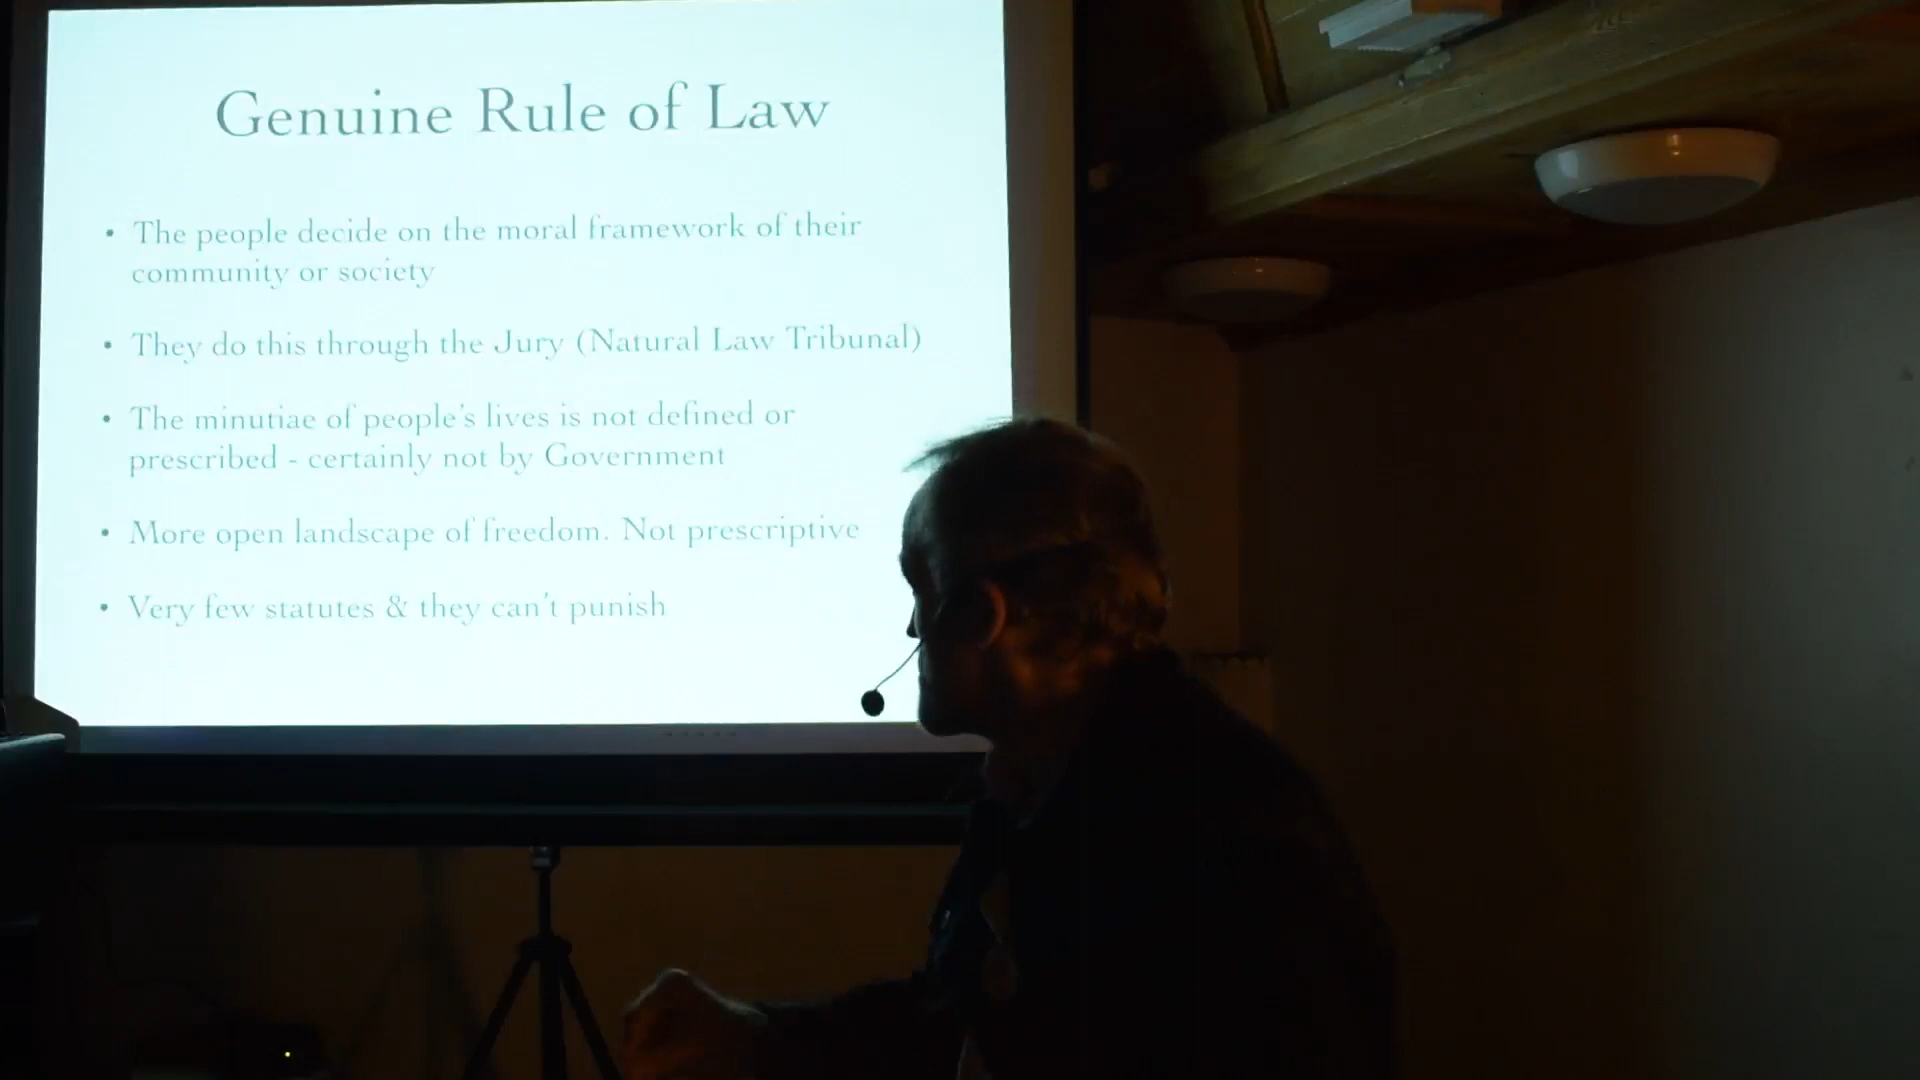 Genuine Rule of Law
• The people decide on the moral framework of their
community or society
• They do this through the Jury (Natural Law Tribunal)
• The minutiae of people's lives is not defined or
prescribed - certainly not by Government
• More open landscape of freedom. Not prescriptive
• Very few statutes & they can't punish